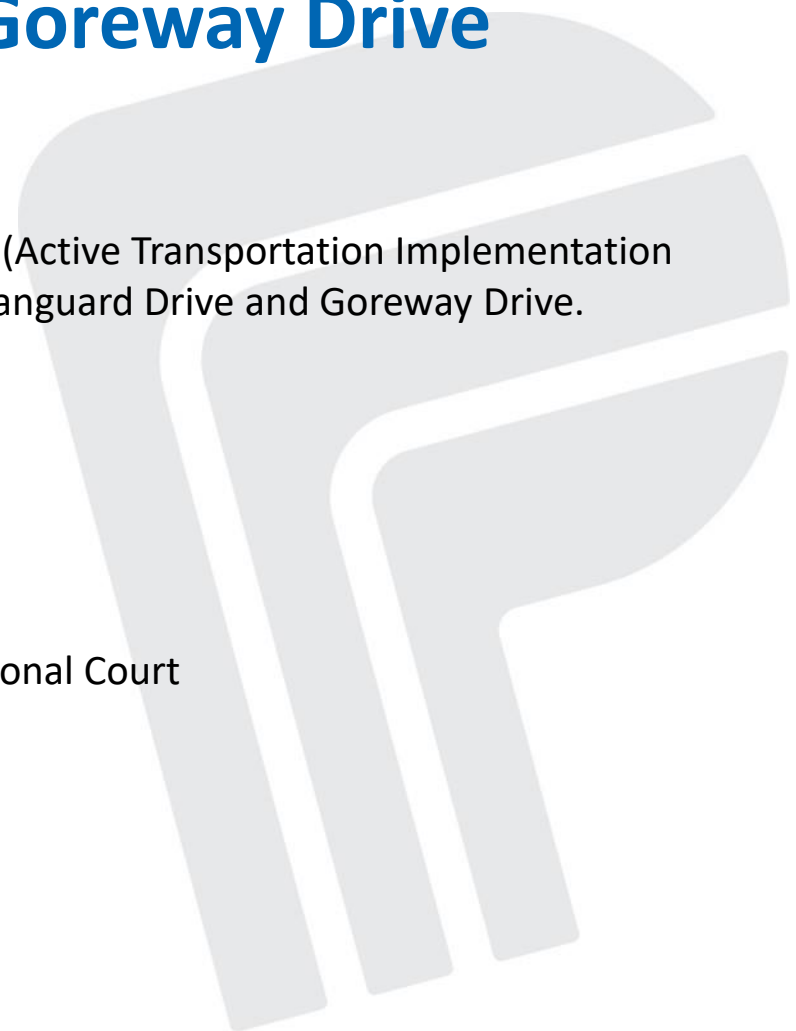 Goreway Drive
(Active Transportation Implementation
anguard Drive and Goreway Drive.
onal Court